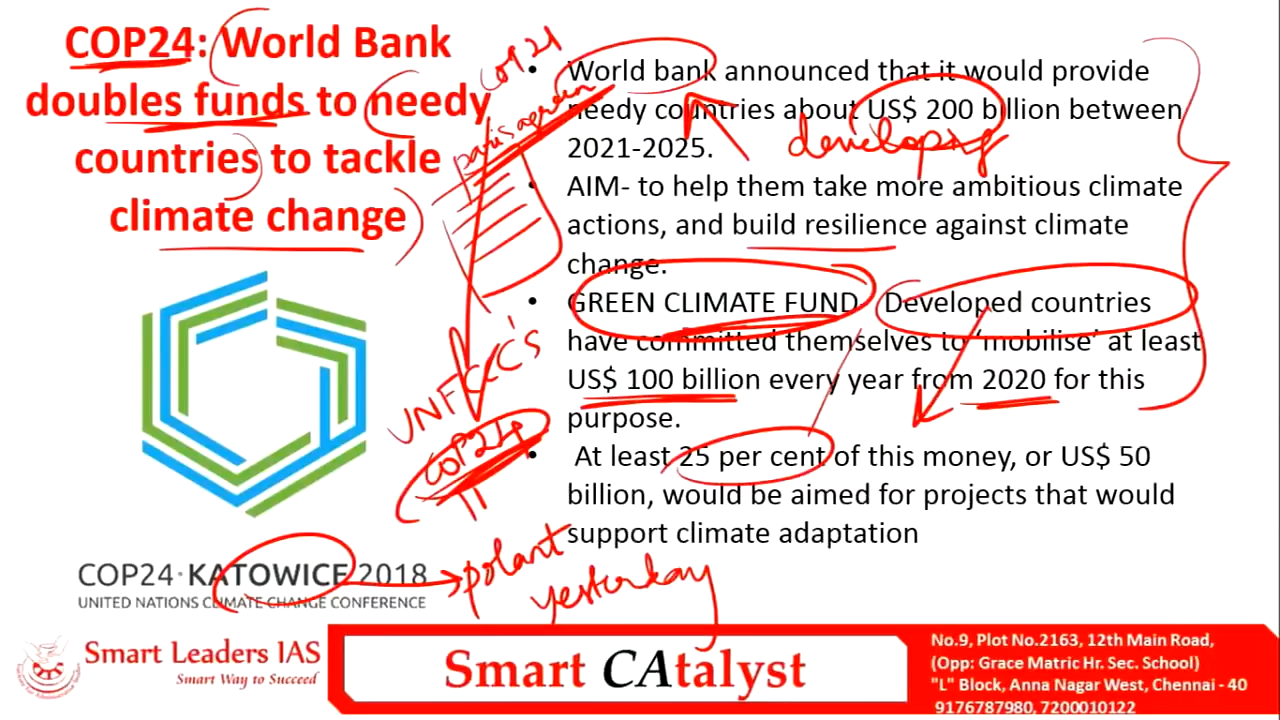 COP24: World Bank
doubles funds to needy
countries to tackle
climate change
COP21
paris agreen
UNFCCC'S
COP24
COP24·KATOWICE 2018
UNITED NATIONS CLIMATE CHANGE CONFERENCE
polant
yesterday
• World bank announced that it would provide
needy countries about US$ 200 billion between
developing
2021-2025.
• AIM- to help them take more ambitious climate
actions, and build resilience against climate
change.
• GREEN CLIMATE FUND Developed countries
have committed themselves to ‘mobilise’ at least
US$ 100 billion every year from 2020 for this
purpose.
• At least 25 per cent of this money, or US$ 50
billion, would be aimed for projects that would
support climate adaptation
Smart Leaders IAS
Smart Way to Succeed
Smart CAtalyst
No.9, Plot No.2163, 12th Main Road,
(Opp: Grace Matric Hr. Sec. School)
"L" Block, Anna Nagar West, Chennai - 40
9176787980, 7200010122